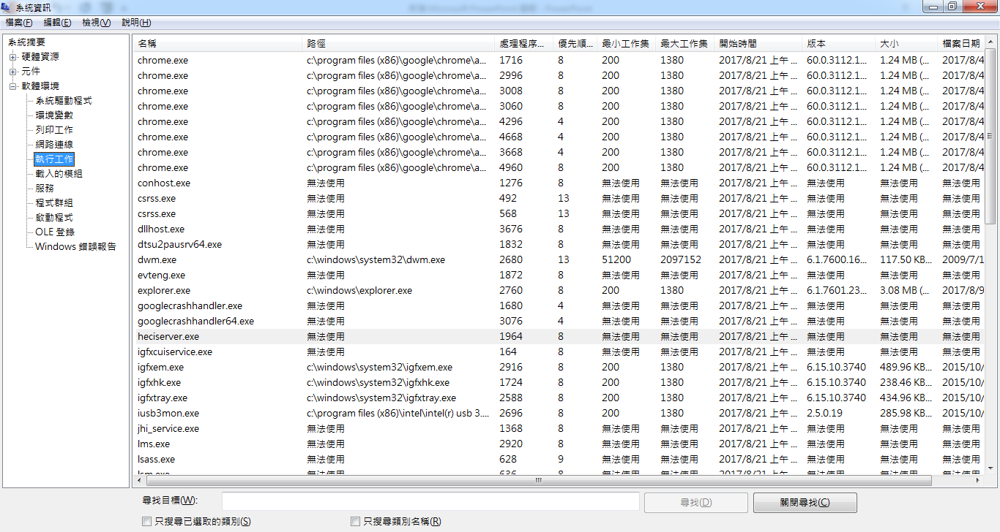 系統資訊
檔案(F) 編輯(E) 檢視(V) 說明(H)
系統摘要
硬體資源
元件
軟體環境
系統驅動程式
環境變數
列印工作
網路連線
執行工作
載入的模組
服務
程式群組
啟動程式
OLE 登錄
Windows 錯誤報告
名稱 路徑 處理程序... 優先順... 最小工作集 最大工作集 開始時間 版本 大小 檔案日期
chrome.exe c:\program files (x86)\google\chrome\a... 1716 8 200 1380 2017/8/21 上午 ... 60.0.3112.1... 1.24 MB (... 2017/8/4
chrome.exe c:\program files (x86)\google\chrome\a... 2996 8 200 1380 2017/8/21 上午 ... 60.0.3112.1... 1.24 MB (... 2017/8/4
chrome.exe c:\program files (x86)\google\chrome\a... 3008 8 200 1380 2017/8/21 上午 ... 60.0.3112.1... 1.24 MB (... 2017/8/4
chrome.exe c:\program files (x86)\google\chrome\a... 3060 8 200 1380 2017/8/21 上午 ... 60.0.3112.1... 1.24 MB (... 2017/8/4
chrome.exe c:\program files (x86)\google\chrome\a... 4296 4 200 1380 2017/8/21 上午 ... 60.0.3112.1... 1.24 MB (... 2017/8/4
chrome.exe c:\program files (x86)\google\chrome\a... 4668 4 200 1380 2017/8/21 上午 ... 60.0.3112.1... 1.24 MB (... 2017/8/4
chrome.exe c:\program files (x86)\google\chrome\a... 3668 4 200 1380 2017/8/21 上午 ... 60.0.3112.1... 1.24 MB (... 2017/8/4
chrome.exe c:\program files (x86)\google\chrome\a... 4960 8 200 1380 2017/8/21 上午 ... 60.0.3112.1... 1.24 MB (... 2017/8/4
conhost.exe 無法使用 1276 8 無法使用 無法使用 2017/8/21 上午 ... 無法使用 無法使用 無法使用
csrss.exe 無法使用 492 13 無法使用 無法使用 2017/8/21 上午 ... 無法使用 無法使用 無法使用
csrss.exe 無法使用 568 13 無法使用 無法使用 2017/8/21 上午 ... 無法使用 無法使用 無法使用
dllhost.exe 無法使用 3676 8 無法使用 無法使用 2017/8/21 上午 ... 無法使用 無法使用 無法使用
dtsu2pausrv64.exe 無法使用 1832 8 無法使用 無法使用 2017/8/21 上午 ... 無法使用 無法使用 無法使用
dwm.exe c:\windows\system32\dwm.exe 2680 13 51200 2097152 2017/8/21 上午 ... 6.1.7600.16... 117.50 KB... 2009/7/1
evteng.exe 無法使用 1872 8 無法使用 無法使用 2017/8/21 上午 ... 無法使用 無法使用 無法使用
explorer.exe c:\windows\explorer.exe 2760 8 200 1380 2017/8/21 上午 ... 6.1.7601.23... 3.08 MB (... 2017/8/9
googlecrashhandler.exe 無法使用 1680 4 無法使用 無法使用 2017/8/21 上午 ... 無法使用 無法使用 無法使用
googlecrashhandler64.exe 無法使用 3076 4 無法使用 無法使用 2017/8/21 上午 ... 無法使用 無法使用 無法使用
heciserver.exe 無法使用 1964 8 無法使用 無法使用 2017/8/21 上午 ... 無法使用 無法使用 無法使用
igfxcuiservice.exe 無法使用 164 8 無法使用 無法使用 2017/8/21 上午 ... 無法使用 無法使用 無法使用
igfxem.exe c:\windows\system32\igfxem.exe 2916 8 200 1380 2017/8/21 上午 ... 6.15.10.3740 489.96 KB... 2015/10/
igfxhk.exe c:\windows\system32\igfxhk.exe 1724 8 200 1380 2017/8/21 上午 ... 6.15.10.3740 238.46 KB... 2015/10/
igfxtray.exe c:\windows\system32\igfxtray.exe 2588 8 200 1380 2017/8/21 上午 ... 6.15.10.3740 434.96 KB... 2015/10/
iusb3mon.exe c:\program files (x86)\intel\intel(r) usb 3.... 2696 8 200 1380 2017/8/21 上午 ... 2.5.0.19 285.98 KB... 2015/10/
jhi_service.exe 無法使用 1368 8 無法使用 無法使用 2017/8/21 上午 ... 無法使用 無法使用 無法使用
lms.exe 無法使用 2920 8 無法使用 無法使用 2017/8/21 上午 ... 無法使用 無法使用 無法使用
lsass.exe 無法使用 628 9 無法使用 無法使用 2017/8/21 上午 ... 無法使用 無法使用 無法使用
lsm.exe 無法使用 636 8 無法使用 無法使用 2017/8/21 上午 ... 無法使用 無法使用 無法使用
尋找目標(W): 尋找(D) 關閉尋找(C)
只搜尋已選取的類別(S) 只搜尋類別名稱(R)